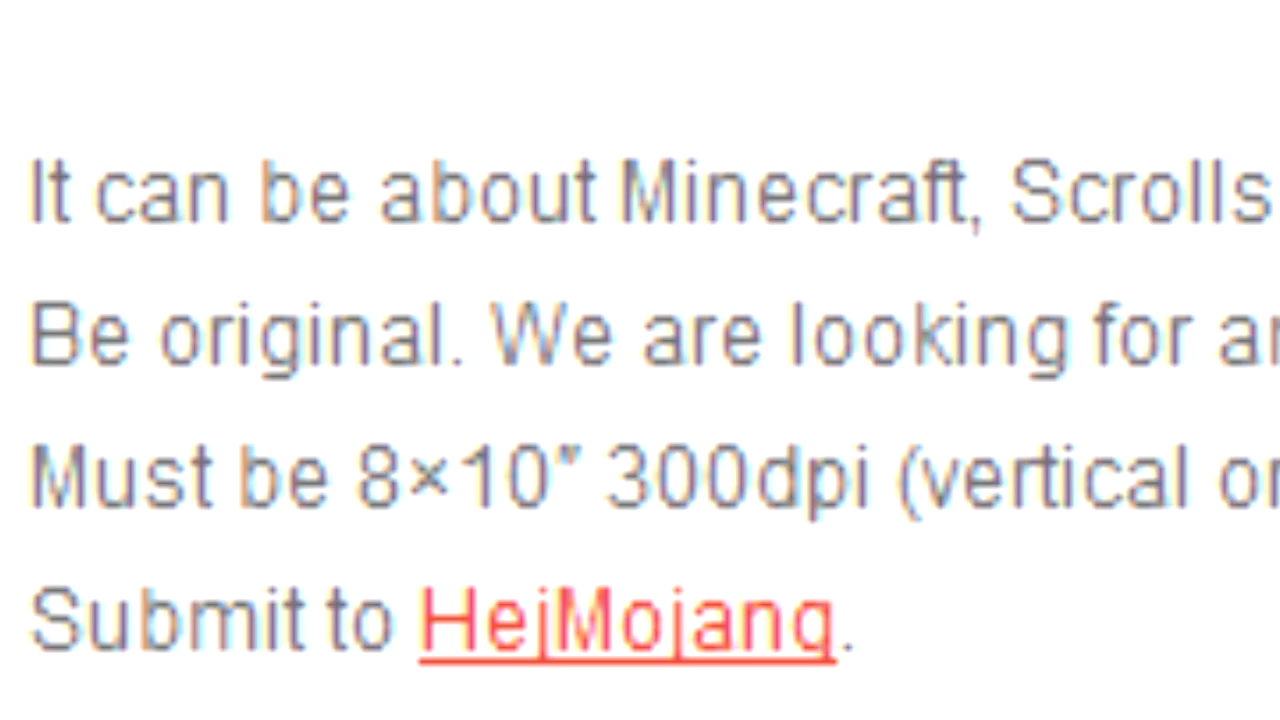 It can be about Minecraft, Scrolls
Be original. We are looking for
Must be 8×10″ 300dpi (vertical or
Submit to HejMojang.